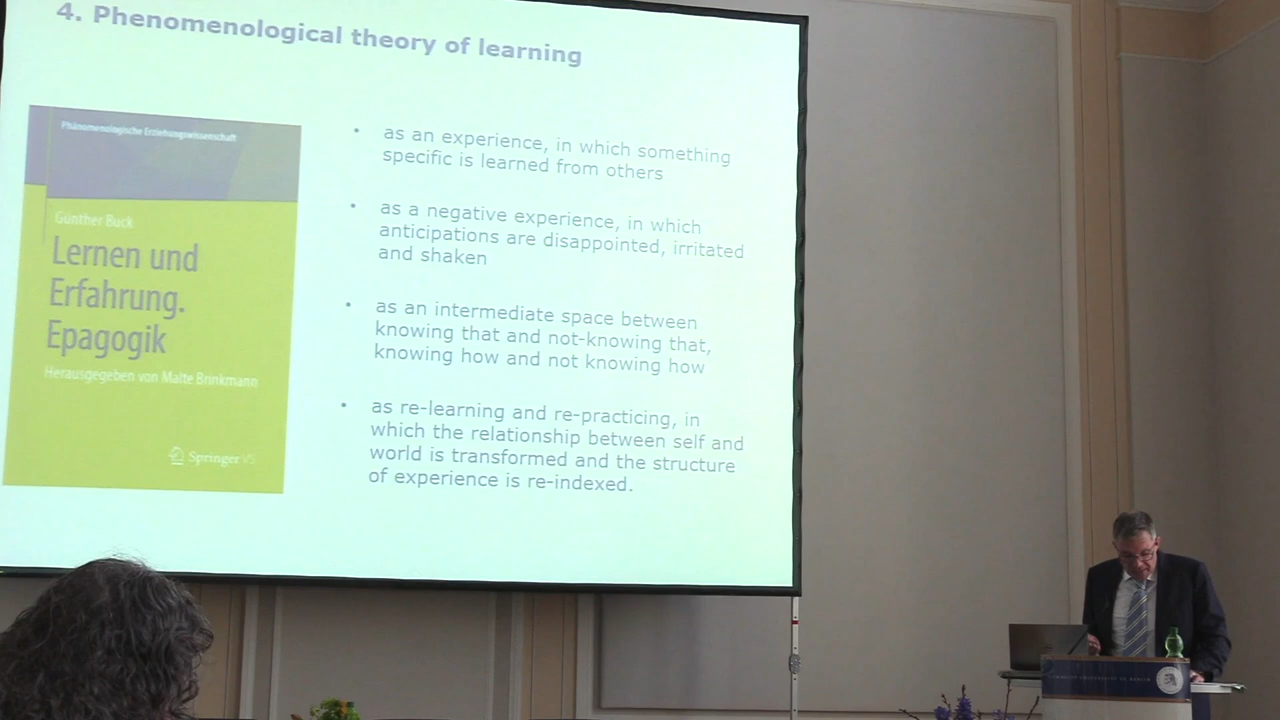 4. Phenomenological theory of learning
Phänomenologische Erziehungswissenschaft
Günther Buck
Lernen und
Erfahrung.
Epagogik
Herausgegeben von Malte Brinkmann
Springer VS
• as an experience, in which something
specific is learned from others
• as a negative experience, in which
anticipations are disappointed, irritated
and shaken
• as an intermediate space between
knowing that and not-knowing that,
knowing how and not knowing how
• as re-learning and re-practicing, in
which the relationship between self and
world is transformed and the structure
of experience is re-indexed.
HUMBOLDT-UNIVERSITÄT ZU BERLIN